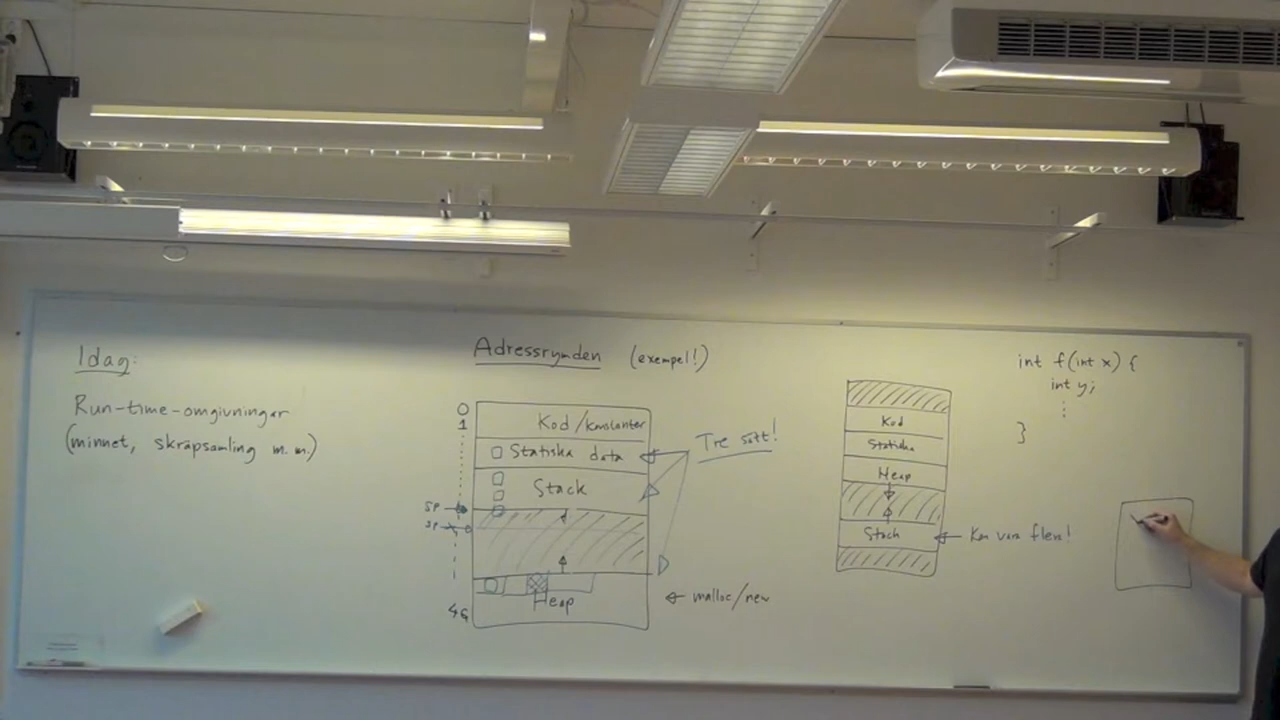 Idag:
Run-time-omgivningar
(minnet, skräpsamling m.m.)
Adressrymden (exempel!)
0
1
Kod/konstanter
Statiska data
Stack
SP
SP
4G
Heap
Tre sätt!
malloc/new
Kod
Statiska
Heap
Stack
Kan vara flera!
int f(int x) {
int y;
⋮
}